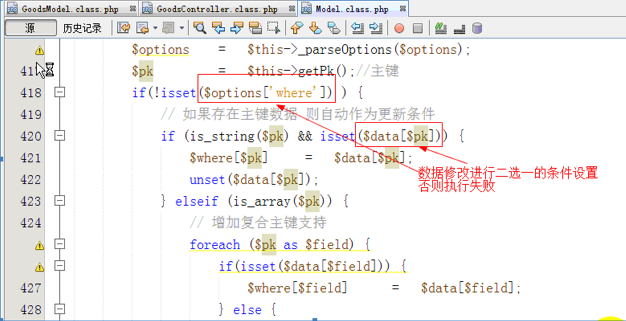 GoodsModel.class.php GoodsController.class.php Model.class.php
源 历史记录
$options = $this->_parseOptions($options);
$pk = $this->getPk();//主键
418 if(!isset($options['where']) ) {
419 // 如果存在主键数据 则自动作为更新条件
420 if (is_string($pk) && isset($data[$pk])) {
421 $where[$pk] = $data[$pk];
数据修改进行二选一的条件设置
422 unset($data[$pk]);
否则执行失败
423 } elseif (is_array($pk)) {
424 // 增加复合主键支持
foreach ($pk as $field) {
if(isset($data[$field])) {
427 $where[$field] = $data[$field];
428 } else {